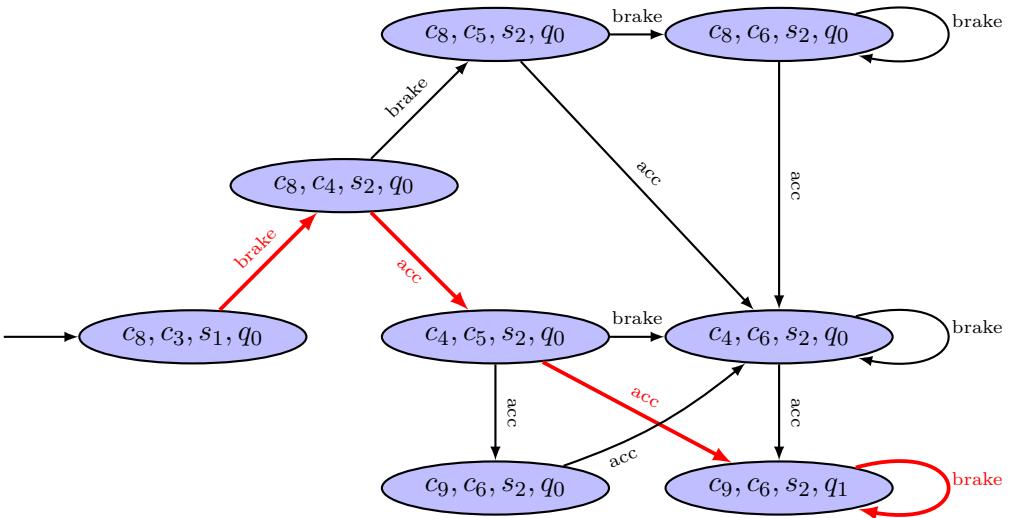 c₈, c₅, s₂, q₀
brake
c₈, c₆, s₂, q₀
brake
brake
acc
acc
c₈, c₄, s₂, q₀
brake
acc
c₈, c₃, s₁, q₀
c₄, c₅, s₂, q₀
brake
c₄, c₆, s₂, q₀
brake
acc
acc
acc
acc
c₉, c₆, s₂, q₀
c₉, c₆, s₂, q₁
brake